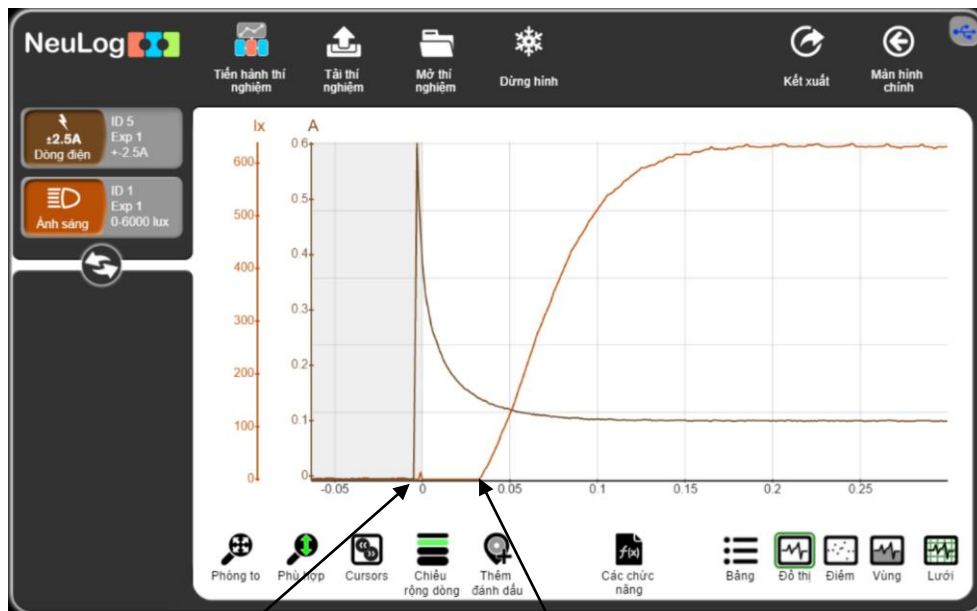 NeuLog
Tiến hành thí
nghiệm
Tải thí
nghiệm
Mở thí
nghiệm
Dừng hình
Kết xuất
Màn hình
chính
±2.5A
Dòng điện
ID 5
Exp 1
+-2.5A
Ánh sáng
ID 1
Exp 1
0-6000 lux
lx
A
600
500
400
300
200
100
0
0.6
0.5
0.4
0.3
0.2
0.1
0
-0.05
0
0.05
0.1
0.15
0.2
0.25
Phóng to
Phù hợp
Cursors
Chiều
rộng dòng
Thêm
đánh dấu
f(x)
Các chức
năng
Bảng
Đồ thị
Điểm
Vùng
Lưới